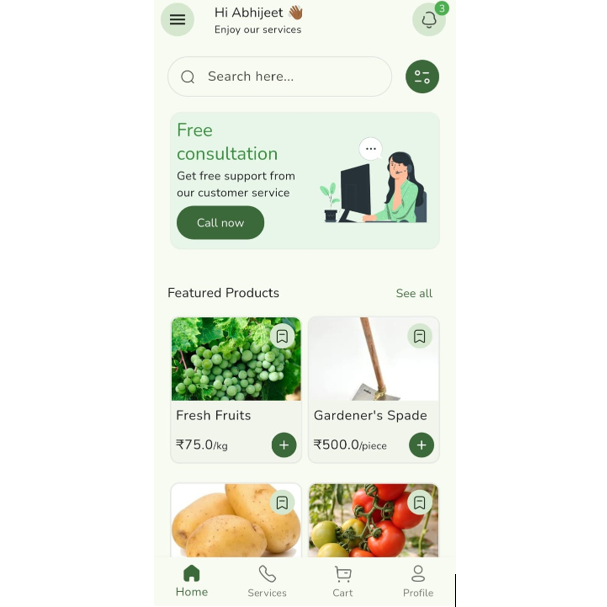 Hi Abhijeet 👋🏾
3
Enjoy our services
Search here...
Free
consultation
Get free support from
our customer service
Call now
Featured Products
See all
Fresh Fruits
₹75.0/kg
Gardener's Spade
₹500.0/piece
Home
Services
Cart
Profile